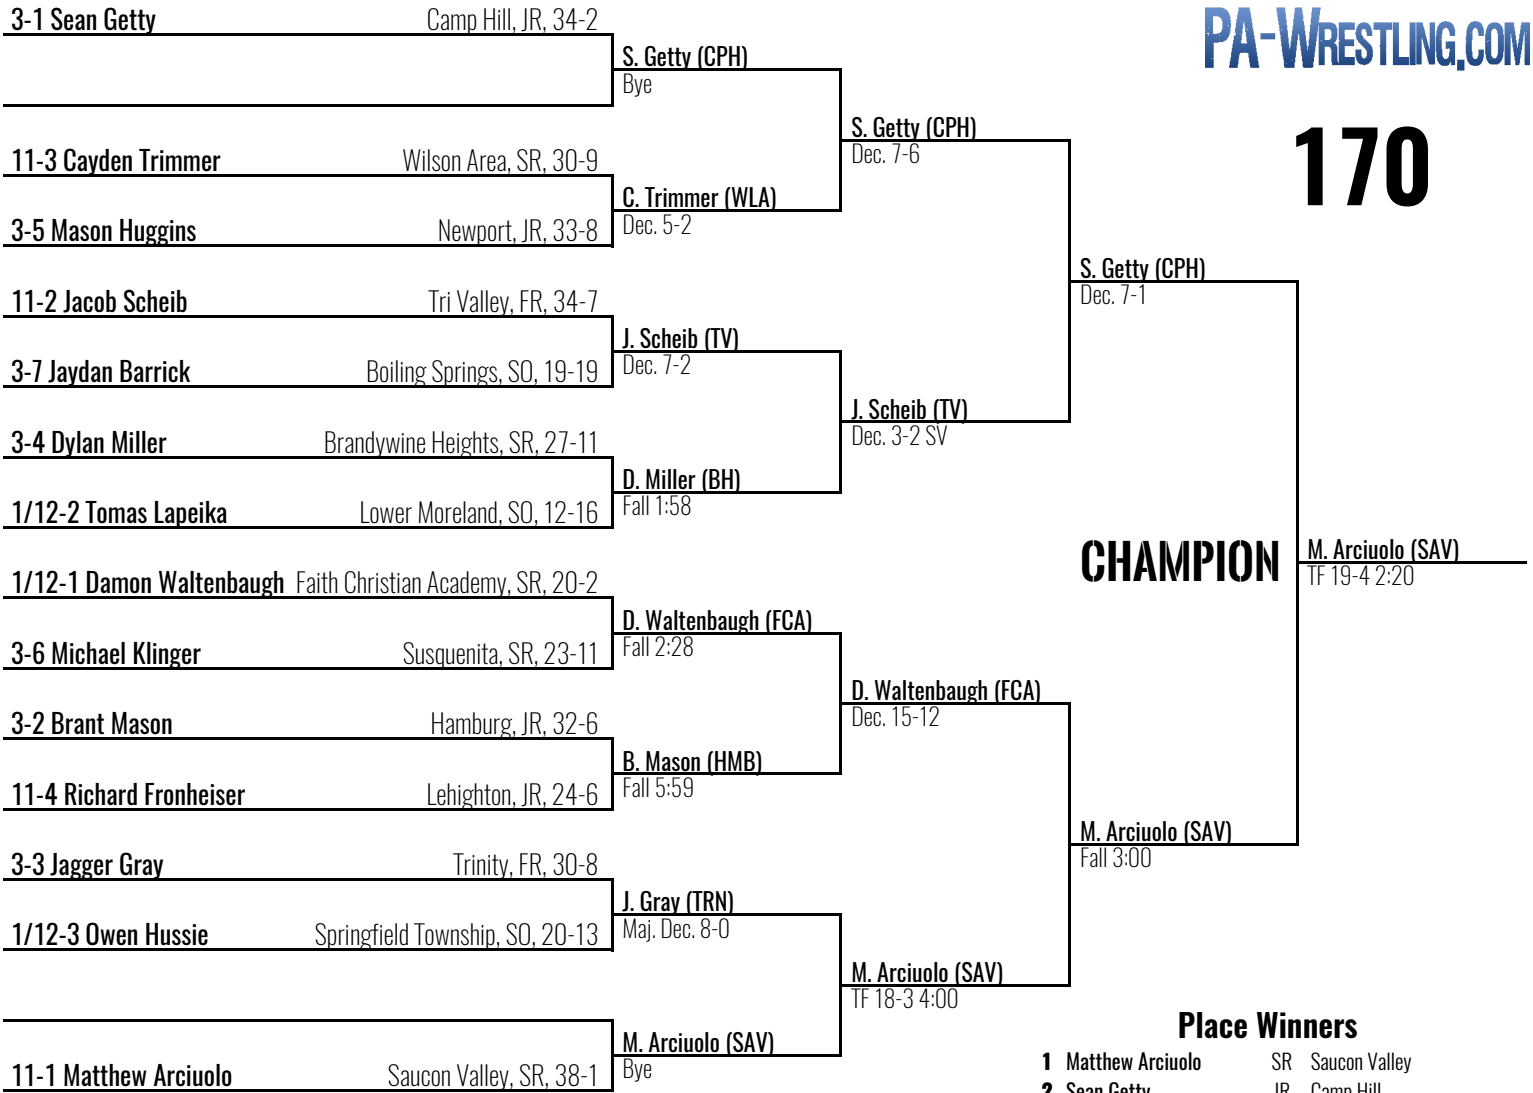 PA-WRESTLING.COM
170
3-1 Sean Getty Camp Hill, JR, 34-2
11-3 Cayden Trimmer Wilson Area, SR, 30-9
3-5 Mason Huggins Newport, JR, 33-8
11-2 Jacob Scheib Tri Valley, FR, 34-7
3-7 Jaydan Barrick Boiling Springs, SO, 19-19
3-4 Dylan Miller Brandywine Heights, SR, 27-11
1/12-2 Tomas Lapeika Lower Moreland, SO, 12-16
1/12-1 Damon Waltenbaugh Faith Christian Academy, SR, 20-2
3-6 Michael Klinger Susquenita, SR, 23-11
3-2 Brant Mason Hamburg, JR, 32-6
11-4 Richard Fronheiser Lehighton, JR, 24-6
3-3 Jagger Gray Trinity, FR, 30-8
1/12-3 Owen Hussie Springfield Township, SO, 20-13
11-1 Matthew Arciuolo Saucon Valley, SR, 38-1
S. Getty (CPH)
Bye
C. Trimmer (WLA)
Dec. 5-2
J. Scheib (TV)
Dec. 7-2
D. Miller (BH)
Fall 1:58
D. Waltenbaugh (FCA)
Fall 2:28
B. Mason (HMB)
Fall 5:59
J. Gray (TRN)
Maj. Dec. 8-0
M. Arciuolo (SAV)
Bye
S. Getty (CPH)
Dec. 7-6
J. Scheib (TV)
Dec. 3-2 SV
D. Waltenbaugh (FCA)
Dec. 15-12
M. Arciuolo (SAV)
TF 18-3 4:00
S. Getty (CPH)
Dec. 7-1
M. Arciuolo (SAV)
Fall 3:00
CHAMPION
M. Arciuolo (SAV)
TF 19-4 2:20
Place Winners
1 Matthew Arciuolo SR Saucon Valley
2 Sean Getty JR Camp Hill